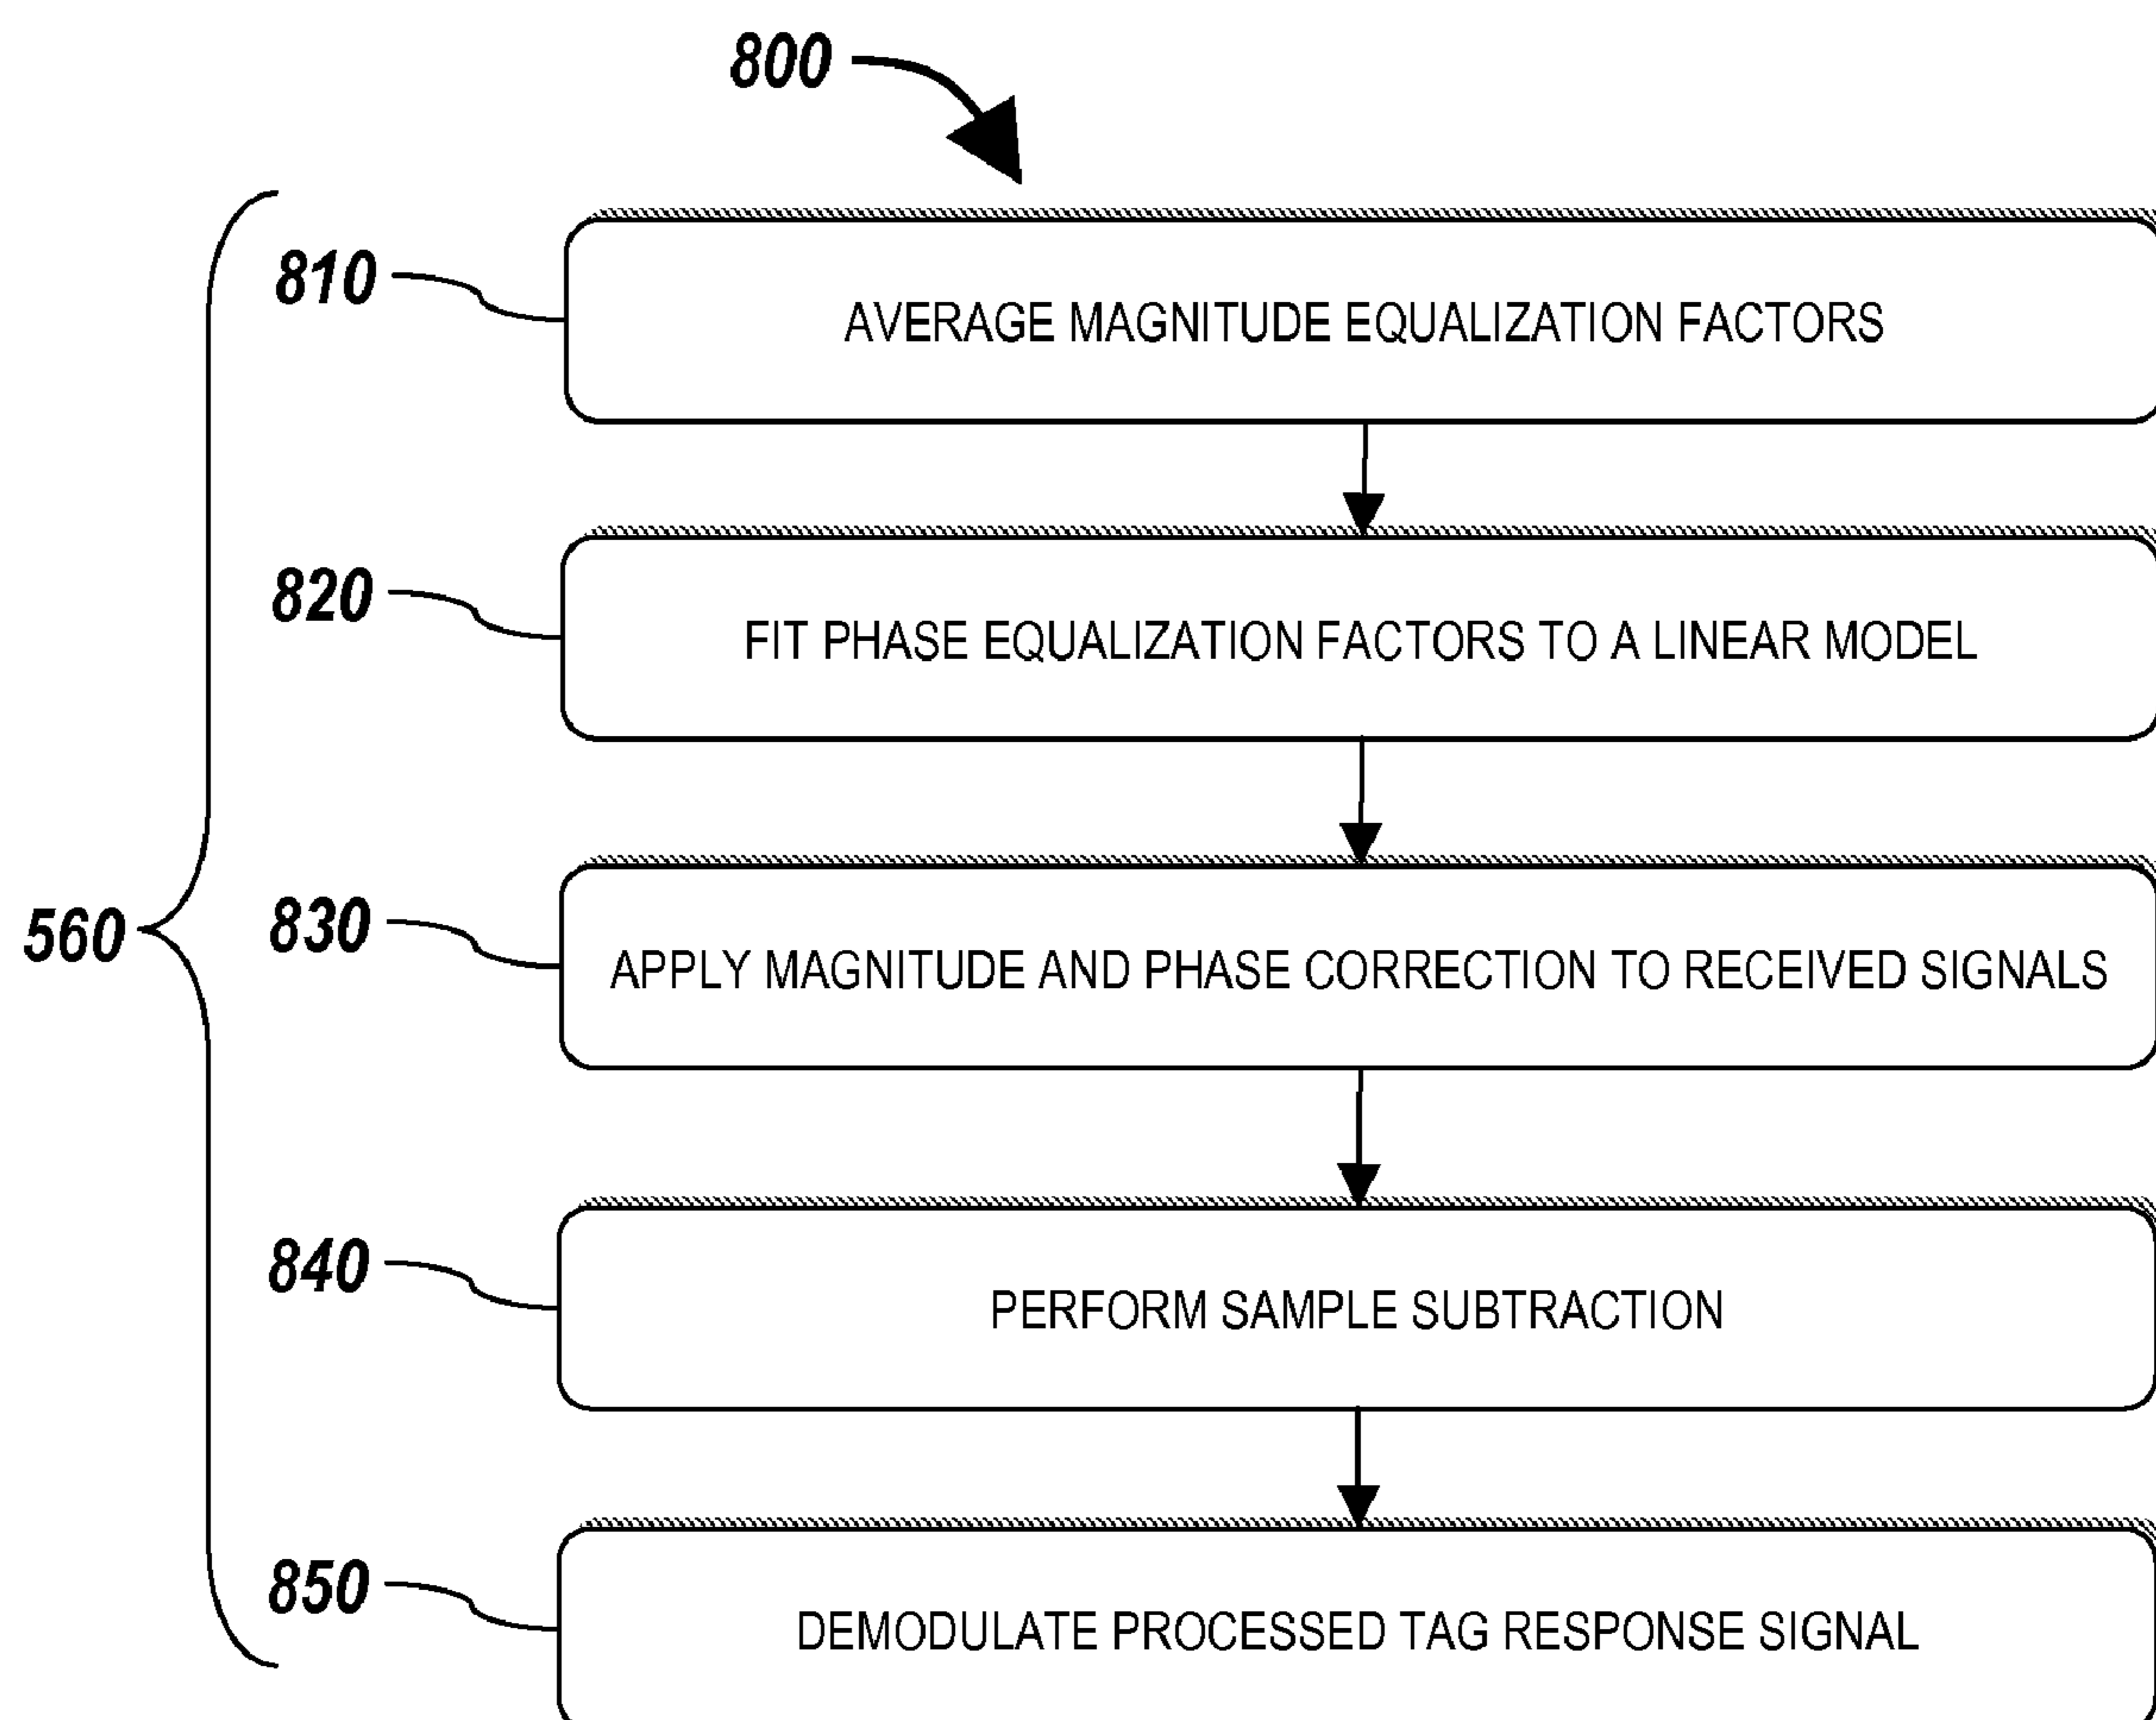 800
810
AVERAGE MAGNITUDE EQUALIZATION FACTORS
820
FIT PHASE EQUALIZATION FACTORS TO A LINEAR MODEL
560
830
APPLY MAGNITUDE AND PHASE CORRECTION TO RECEIVED SIGNALS
840
PERFORM SAMPLE SUBTRACTION
850
DEMODULATE PROCESSED TAG RESPONSE SIGNAL